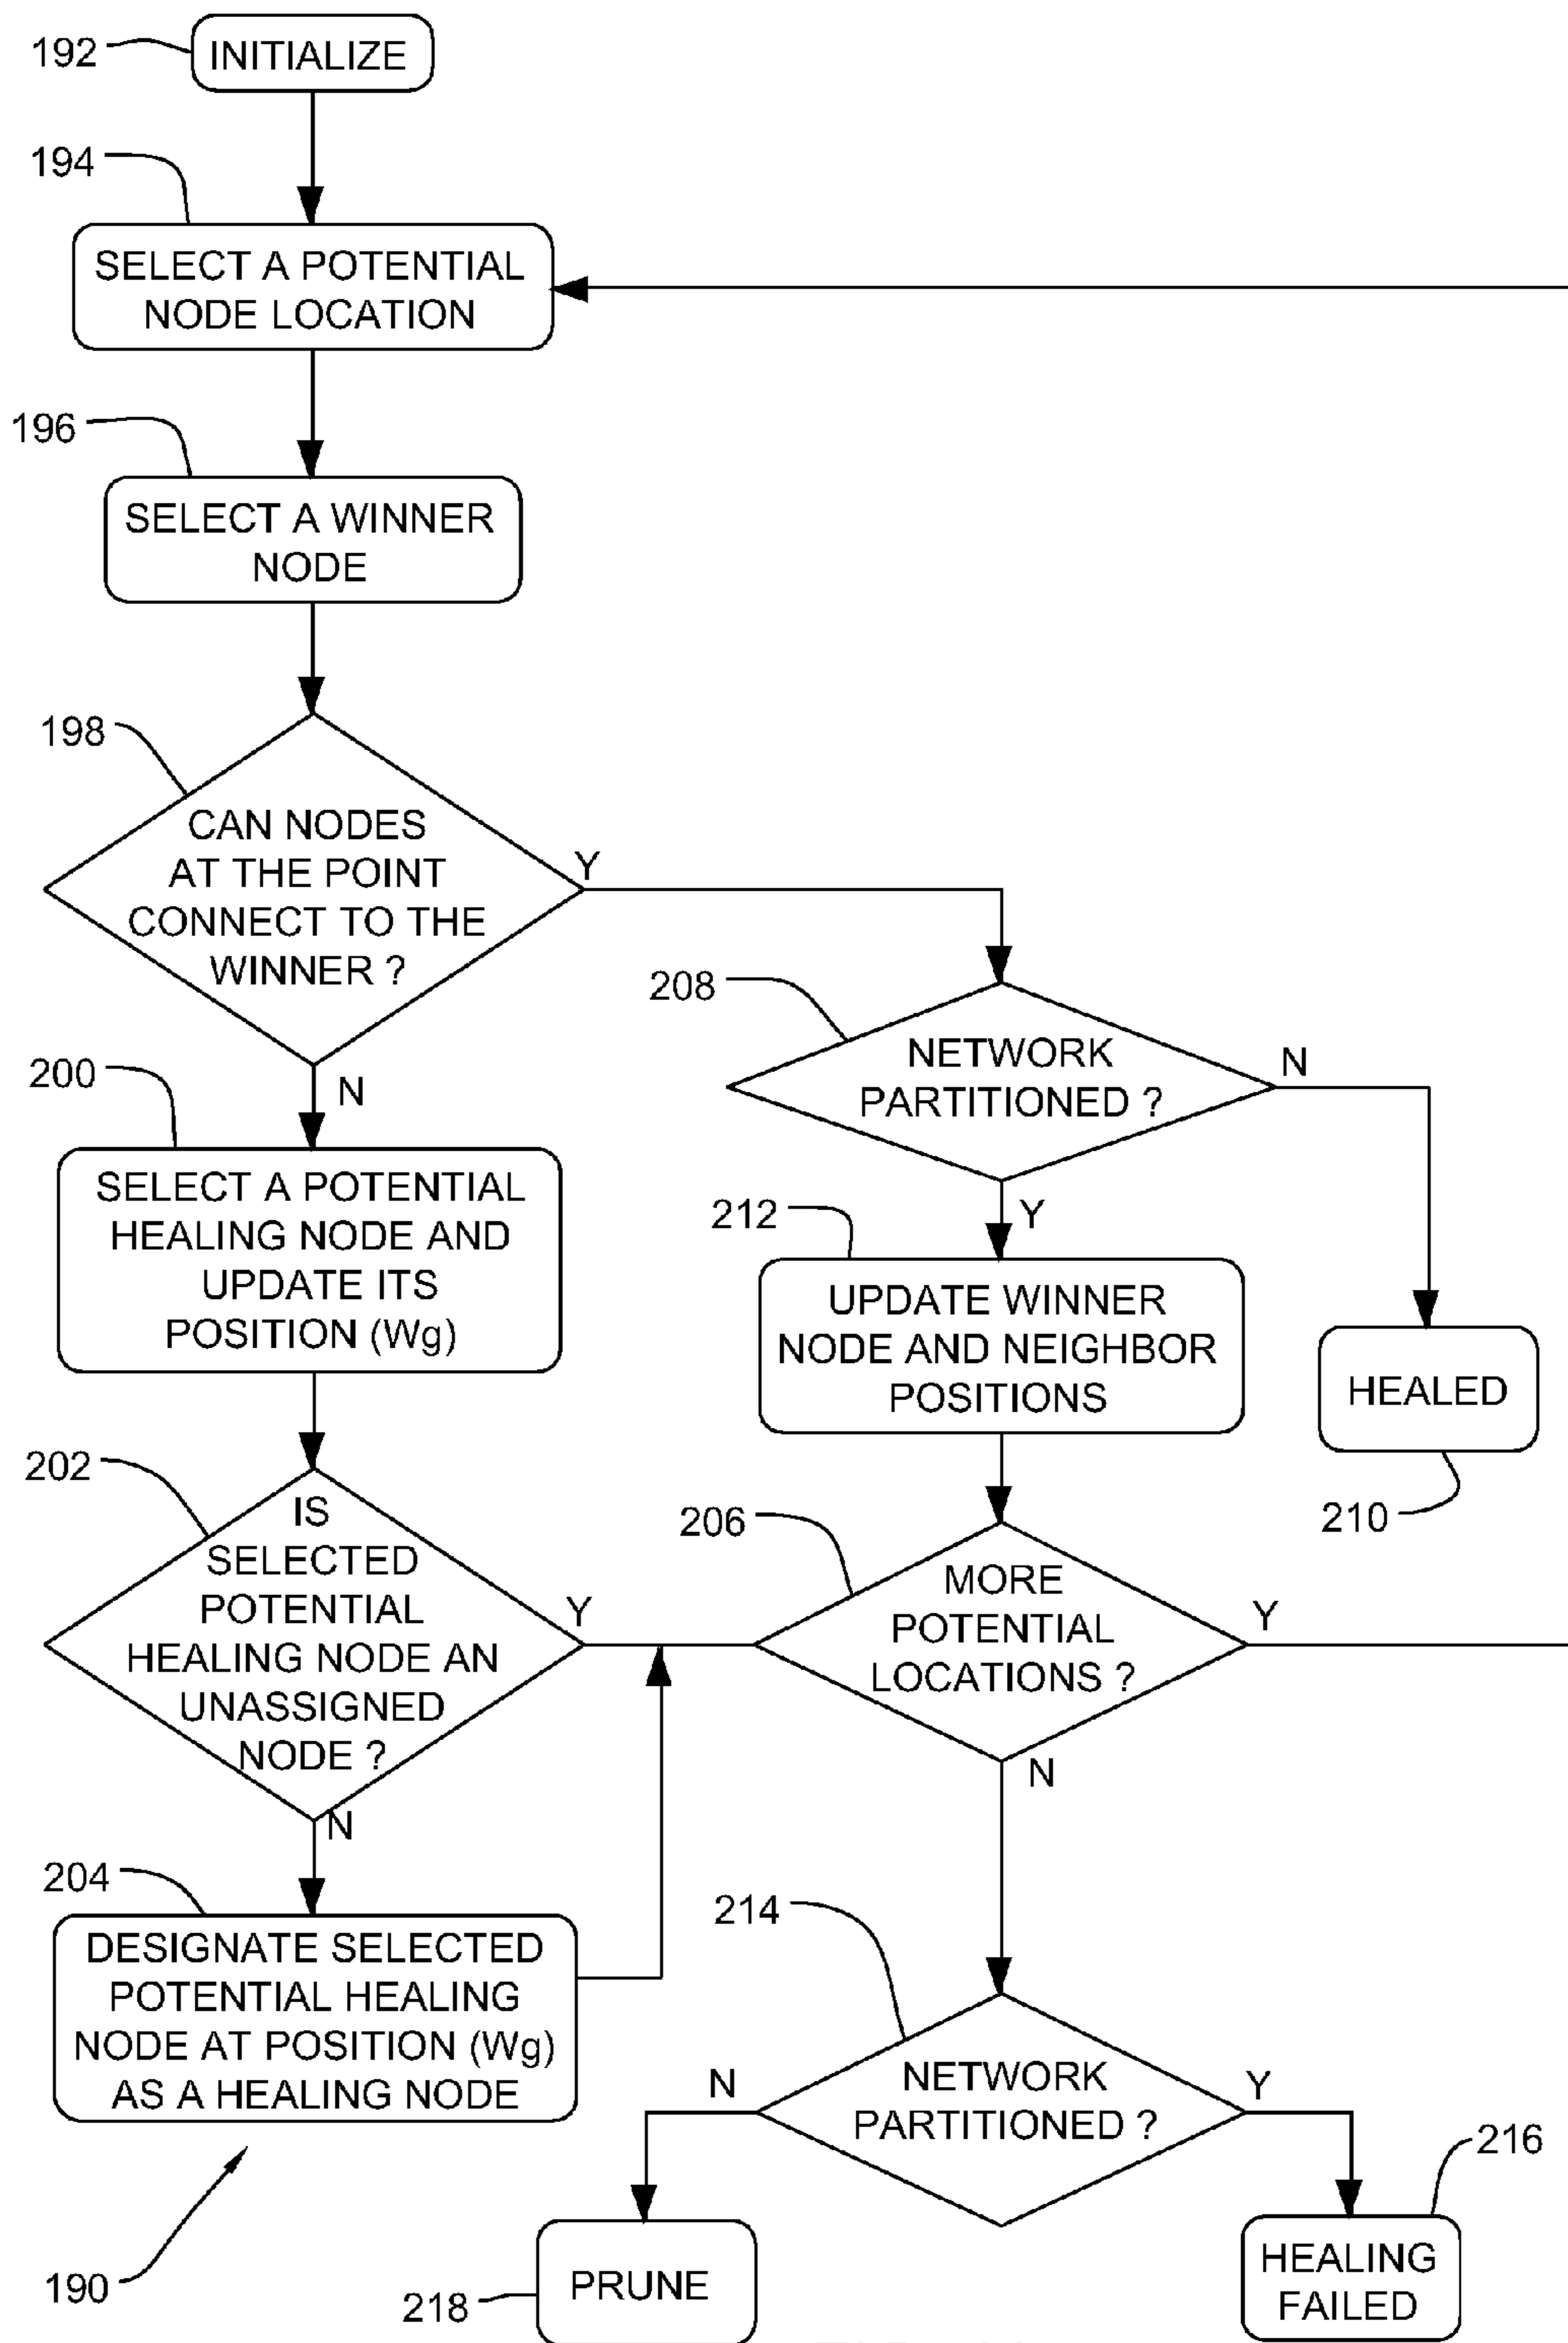 192
INITIALIZE
194
SELECT A POTENTIAL
NODE LOCATION
196
SELECT A WINNER
NODE
198
CAN NODES
AT THE POINT
CONNECT TO THE
WINNER ?
Y
N
208
NETWORK
PARTITIONED ?
N
Y
200
SELECT A POTENTIAL
HEALING NODE AND
UPDATE ITS
POSITION (Wg)
212
UPDATE WINNER
NODE AND NEIGHBOR
POSITIONS
HEALED
210
202
IS
SELECTED
POTENTIAL
HEALING NODE AN
UNASSIGNED
NODE ?
Y
N
206
MORE
POTENTIAL
LOCATIONS ?
Y
N
204
DESIGNATE SELECTED
POTENTIAL HEALING
NODE AT POSITION (Wg)
AS A HEALING NODE
214
NETWORK
PARTITIONED ?
N
Y
216
HEALING
FAILED
190
218
PRUNE